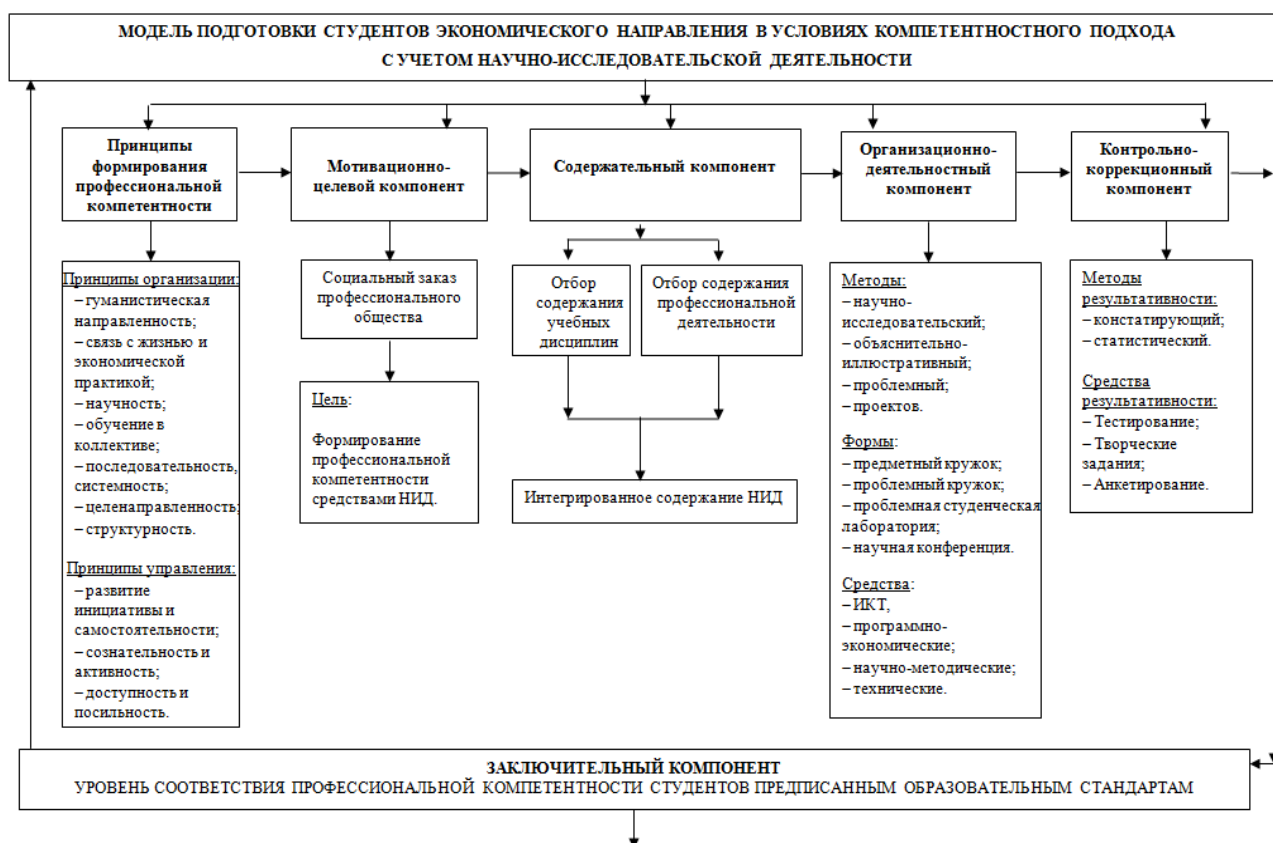 МОДЕЛЬ ПОДГОТОВКИ СТУДЕНТОВ ЭКОНОМИЧЕСКОГО НАПРАВЛЕНИЯ В УСЛОВИЯХ КОМПЕТЕНТНОСТНОГО ПОДХОДА
С УЧЕТОМ НАУЧНО-ИССЛЕДОВАТЕЛЬСКОЙ ДЕЯТЕЛЬНОСТИ
Принципы
формирования
профессиональной
компетентности
Мотивационно-
целевой компонент
Содержательный компонент
Организационно-
деятельностный
компонент
Контрольно-
коррекционный
компонент
Принципы организации:
– гуманистическая
направленность;
– связь с жизнью и
экономической
практикой;
– научность;
– обучение в
коллективе;
– последовательность,
системность;
– целенаправленность;
– структурность.
Принципы управления:
– развитие
инициативы и
самостоятельности;
– сознательность и
активность;
– доступность и
посильность.
Социальный заказ
профессионального
общества
Цель:
Формирование
профессиональной
компетентности
средствами НИД.
Отбор
содержания
учебных
дисциплин
Отбор содержания
профессиональной
деятельности
Интегрированное содержание НИД
Методы:
– научно-
исследовательский;
– объяснительно-
иллюстративный;
– проблемный;
– проектов.
Формы:
– предметный кружок;
– проблемный кружок;
– проблемная студенческая
лаборатория;
– научная конференция.
Средства:
– ИКТ,
– программно-
экономические;
– научно-методические;
– технические.
Методы
результативности:
– констатирующий;
– статистический.
Средства
результативности:
– Тестирование;
– Творческие
задания;
– Анкетирование.
ЗАКЛЮЧИТЕЛЬНЫЙ КОМПОНЕНТ
УРОВЕНЬ СООТВЕТСТВИЯ ПРОФЕССИОНАЛЬНОЙ КОМПЕТЕНТНОСТИ СТУДЕНТОВ ПРЕДПИСАННЫМ ОБРАЗОВАТЕЛЬНЫМ СТАНДАРТАМ